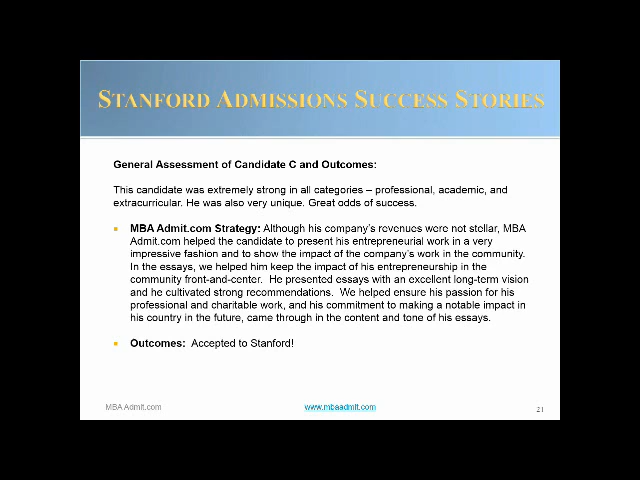 STANFORD ADMISSIONS SUCCESS STORIES
General Assessment of Candidate C and Outcomes:
This candidate was extremely strong in all categories – professional, academic, and
extracurricular. He was also very unique. Great odds of success.
MBA Admit.com Strategy: Although his company's revenues were not stellar, MBA
Admit.com helped the candidate to present his entrepreneurial work in a very
impressive fashion and to show the impact of the company's work in the community.
In the essays, we helped him keep the impact of his entrepreneurship in the
community front-and-center. He presented essays with an excellent long-term vision
and he cultivated strong recommendations. We helped ensure his passion for his
professional and charitable work, and his commitment to making a notable impact in
his country in the future, came through in the content and tone of his essays.
Outcomes: Accepted to Stanford!
MBA Admit.com www.mbaadmit.com 21